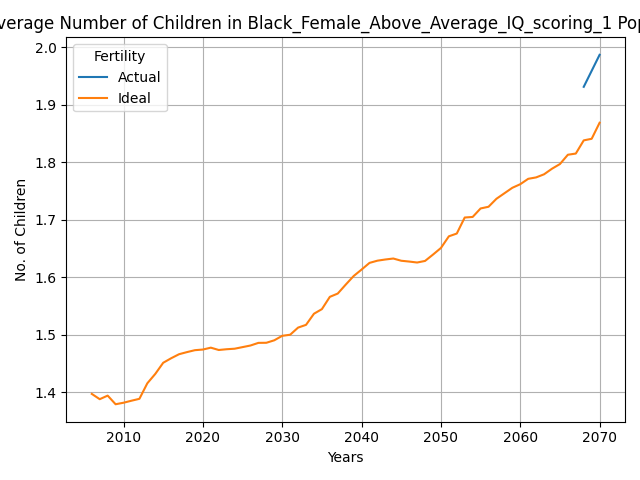 verage Number of Children in Black_Female_Above_Average_IQ_scoring_1 Pop
Fertility
Actual
Ideal
2.0
1.9
1.8
1.7
1.6
1.5
1.4
No. of Children
2010 2020 2030 2040 2050 2060 2070
Years